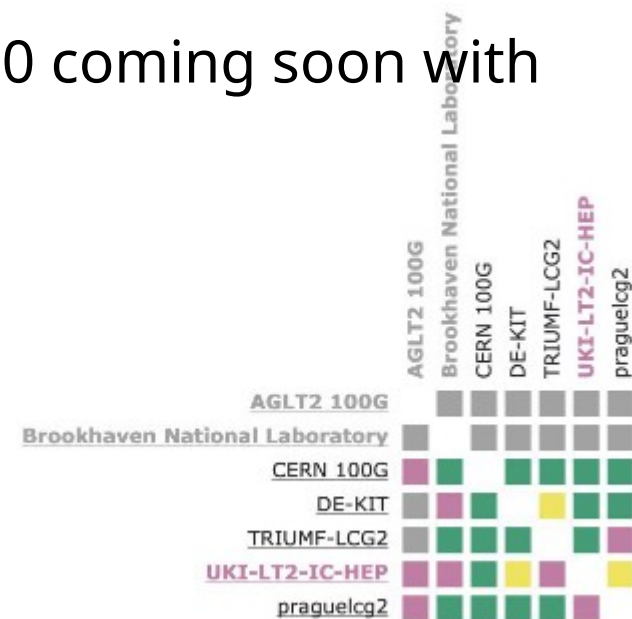 0 coming soon with
AGLT2 100G
Brookhaven National Laboratory
CERN 100G
DE-KIT
TRIUMF-LCG2
UKI-LT2-IC-HEP
praguelcg2
AGLT2 100G
Brookhaven National Laboratory
CERN 100G
DE-KIT
TRIUMF-LCG2
UKI-LT2-IC-HEP
praguelcg2